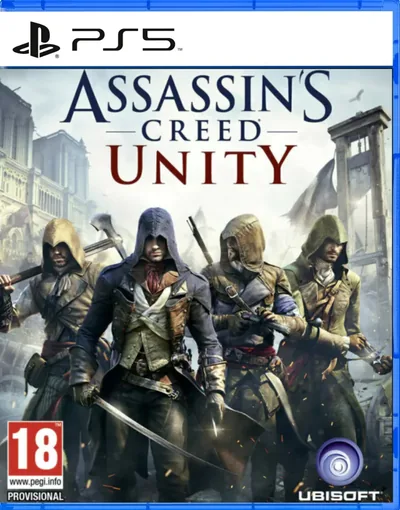 PS5
ASSASSIN'S
CREED
UNITY
18
www.pegi.info
PROVISIONAL
UBISOFT